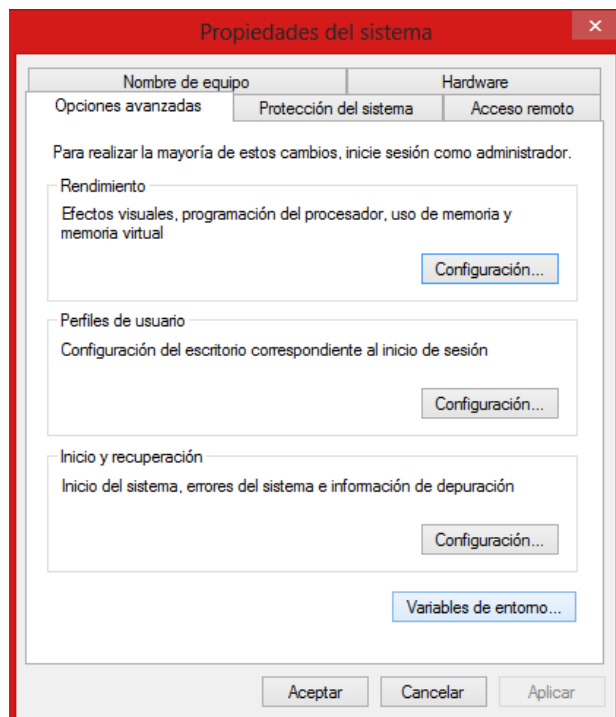 Propiedades del sistema
Nombre de equipo
Hardware
Opciones avanzadas
Protección del sistema
Acceso remoto
Para realizar la mayoría de estos cambios, inicie sesión como administrador.
Rendimiento
Efectos visuales, programación del procesador, uso de memoria y
memoria virtual
Configuración...
Perfiles de usuario
Configuración del escritorio correspondiente al inicio de sesión
Configuración...
Inicio y recuperación
Inicio del sistema, errores del sistema e información de depuración
Configuración...
Variables de entorno...
Aceptar
Cancelar
Aplicar